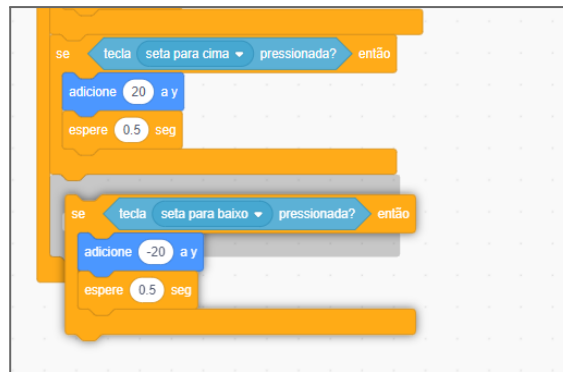 se tecla seta para cima pressionada? então
adicione 20 a y
espere 0.5 seg
se tecla seta para baixo pressionada? então
adicione -20 a y
espere 0.5 seg